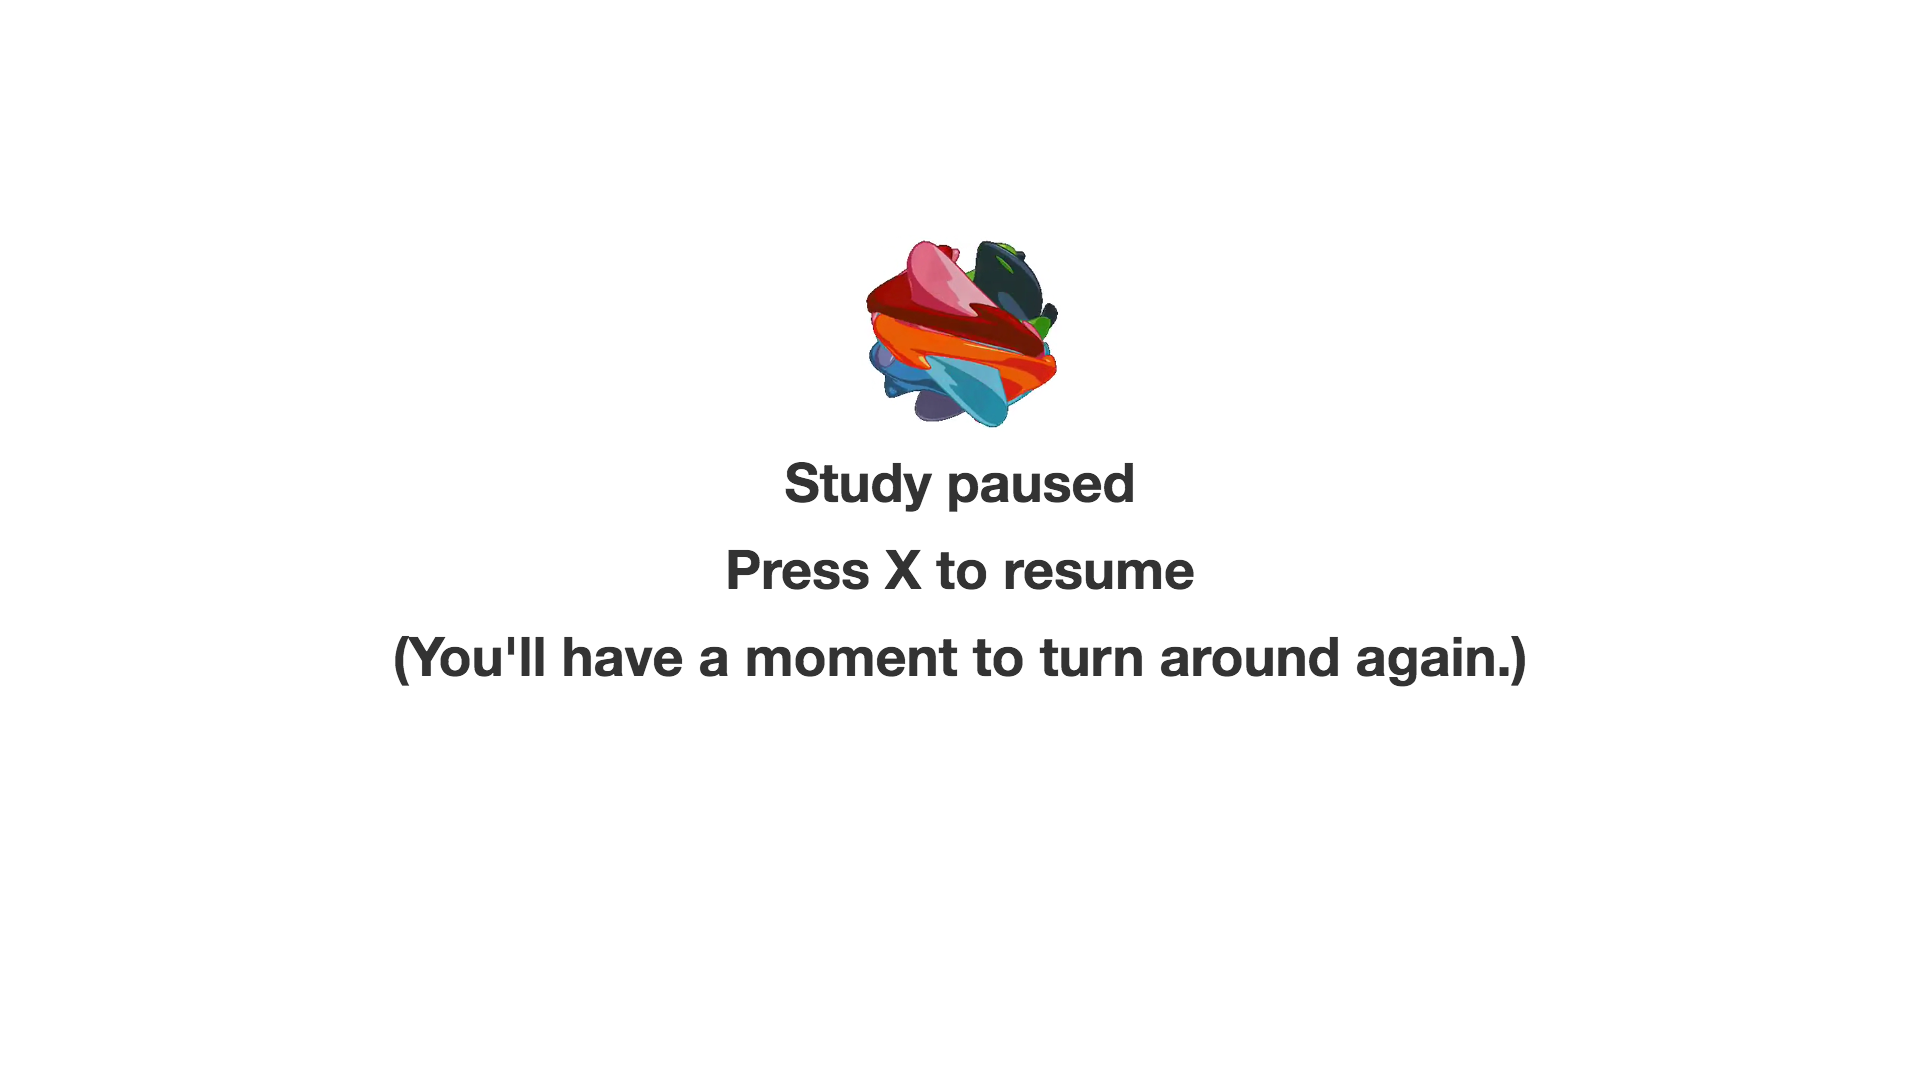 Study paused
Press X to resume
(You'll have a moment to turn around again.)